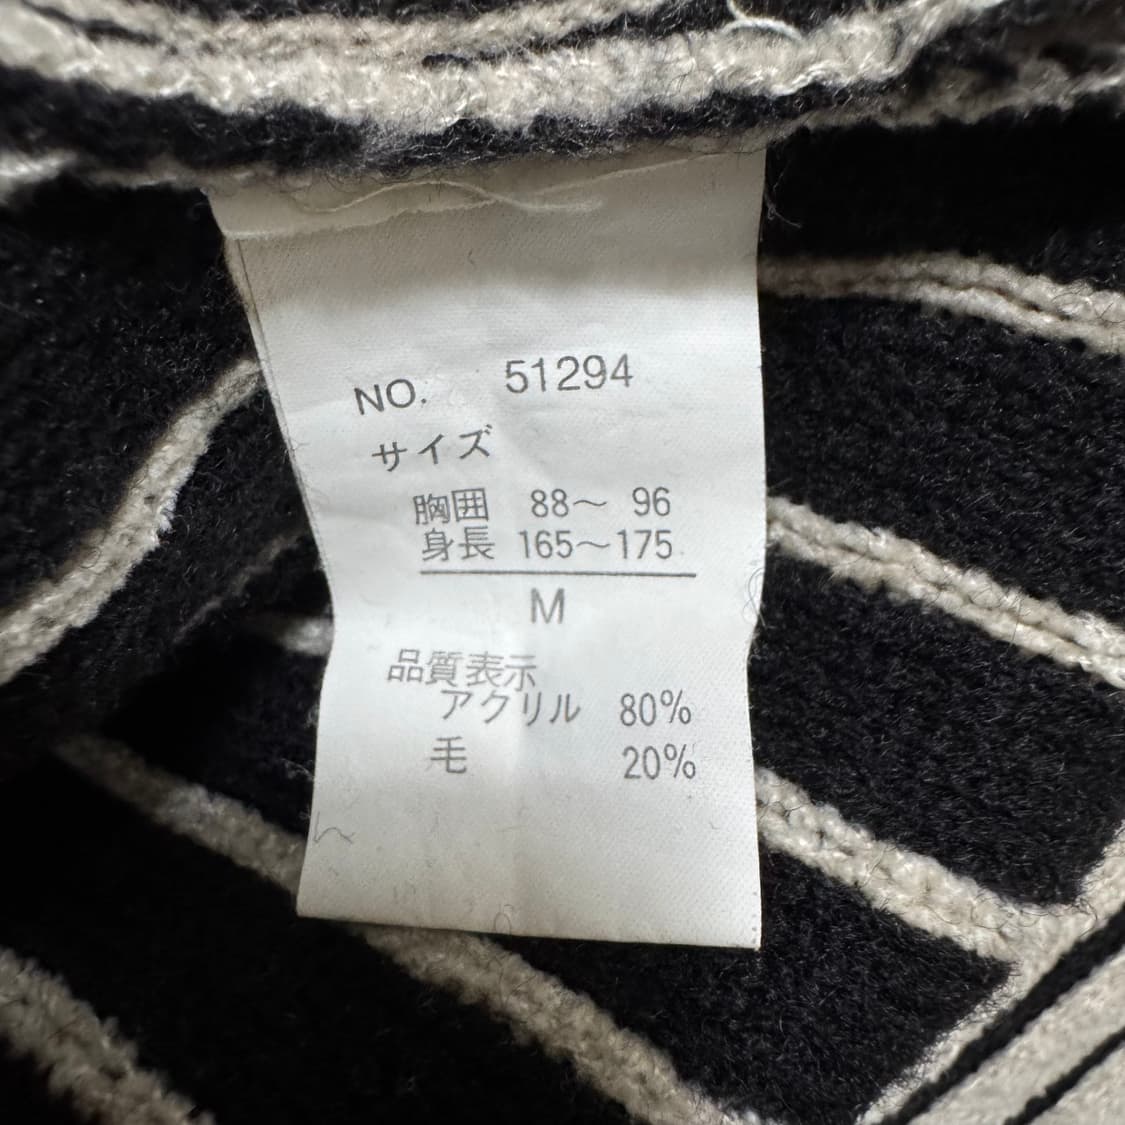 NO. 51294
サイズ
胸囲 88～ 96
身長 165～175
M
品質表示
アクリル 80%
毛 20%